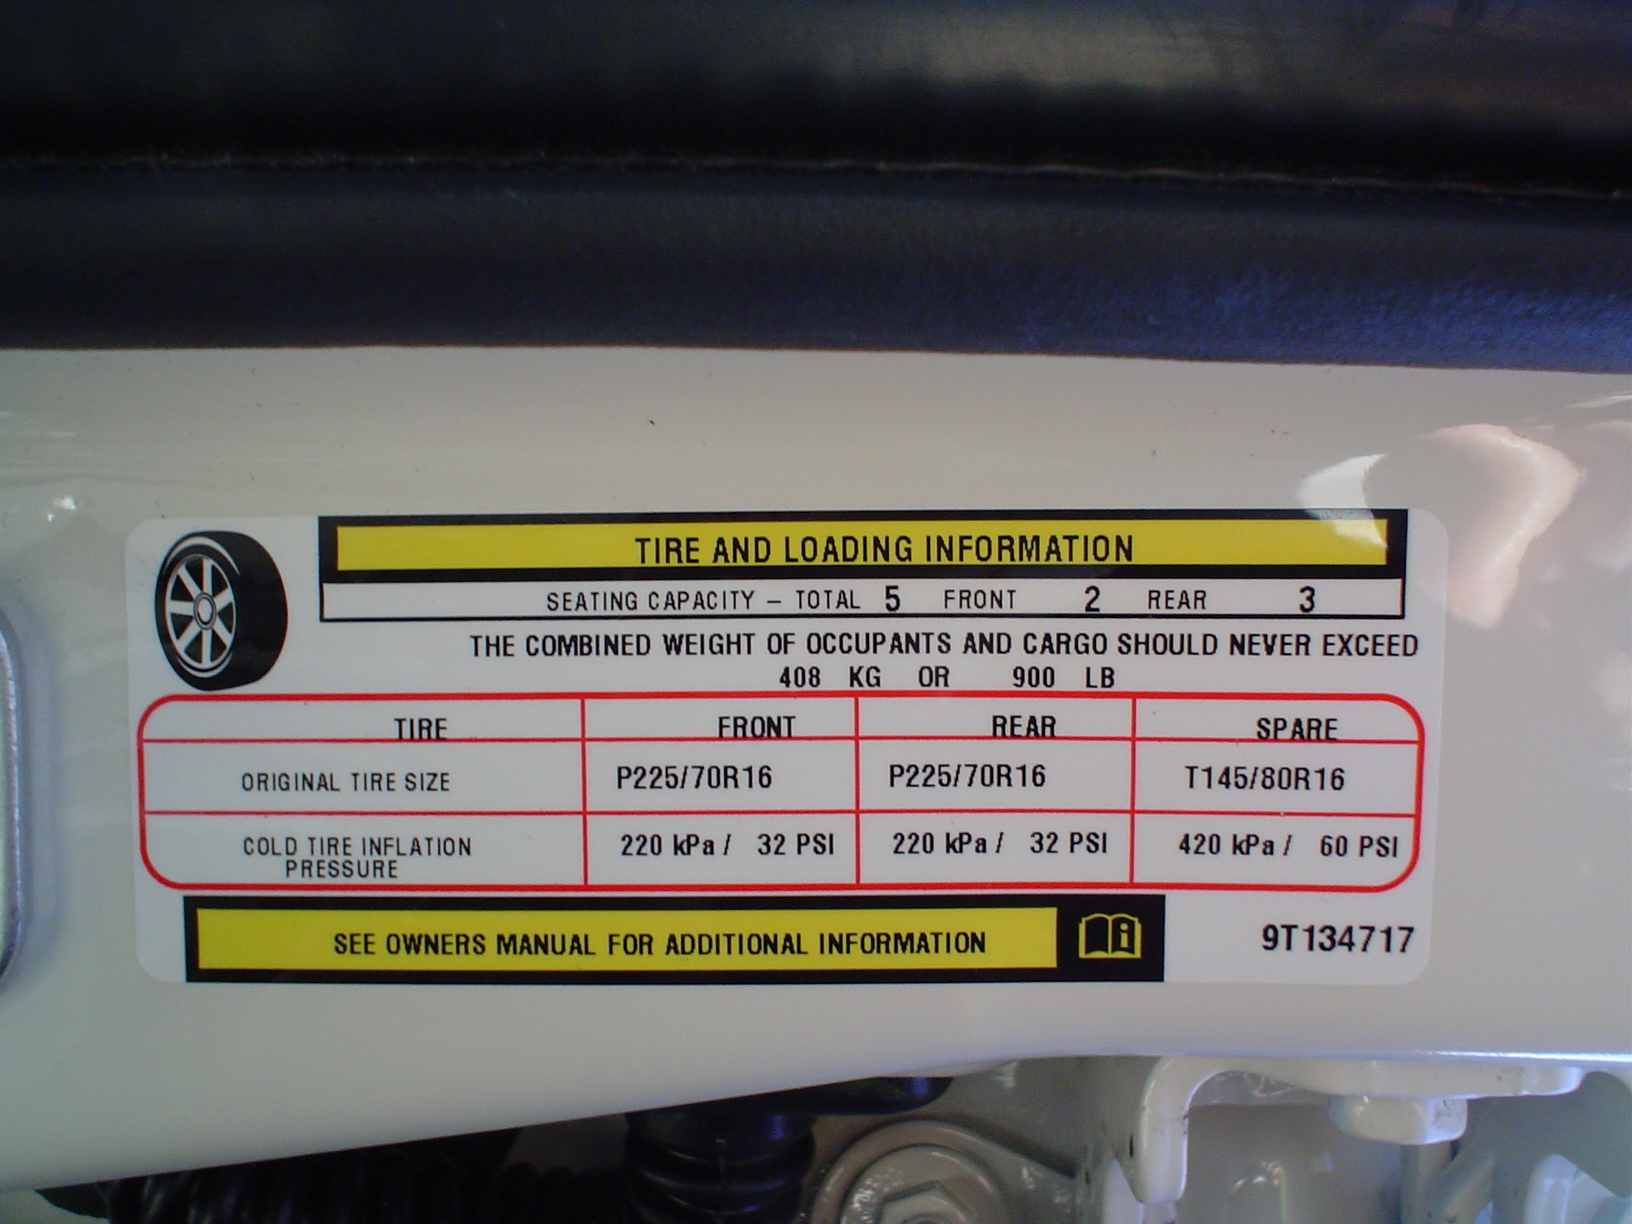 TIRE AND LOADING INFORMATION
SEATING CAPACITY – TOTAL 5 FRONT 2 REAR 3
THE COMBINED WEIGHT OF OCCUPANTS AND CARGO SHOULD NEVER EXCEED
408 KG OR 900 LB
TIRE FRONT REAR SPARE
ORIGINAL TIRE SIZE P225/70R16 P225/70R16 T145/80R16
COLD TIRE INFLATION PRESSURE 220 kPa / 32 PSI 220 kPa / 32 PSI 420 kPa / 60 PSI
SEE OWNERS MANUAL FOR ADDITIONAL INFORMATION
9T134717